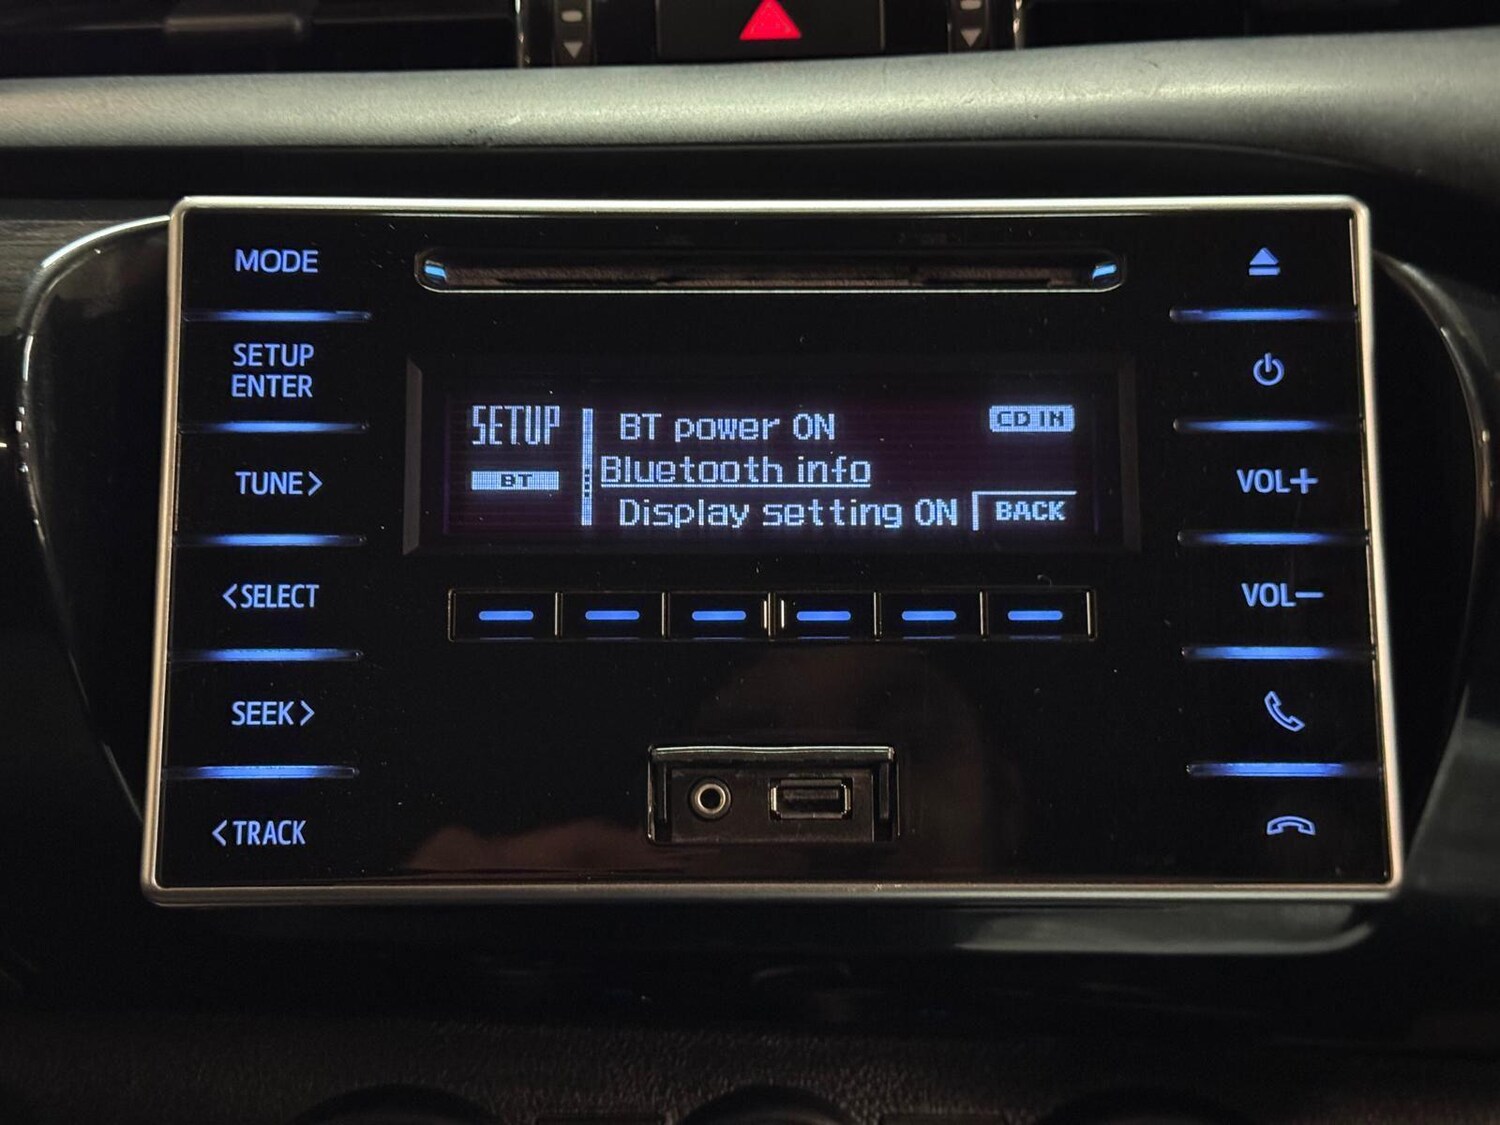 MODE
SETUP
ENTER
TUNE>
<SELECT
SEEK>
<TRACK
SETUP
BT
BT power ON
Bluetooth info
Display setting ON
CD IN
BACK
VOL+
VOL−